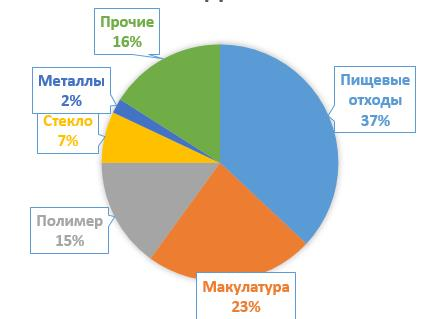 Прочие
16%
Металлы
2%
Стекло
7%
Полимер
15%
Макулатура
23%
Пищевые
отходы
37%